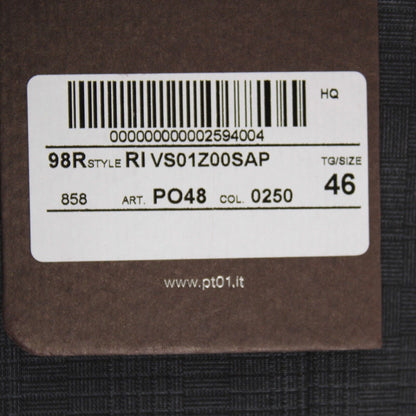 HQ
000000000002594004
98R STYLE RI VS01Z00SAP TG/SIZE
858 ART. PO48 COL. 0250 46
www.pt01.it